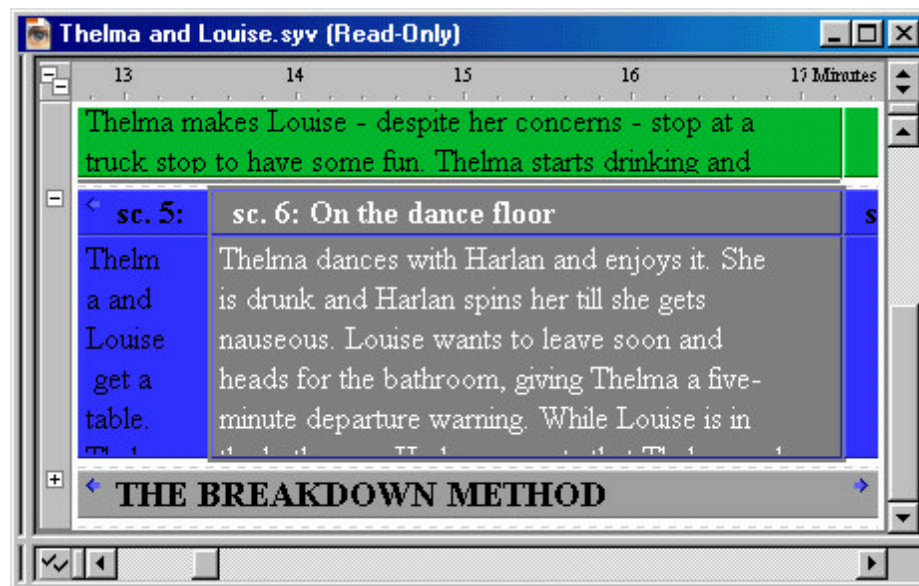 Thelma and Louise.syv (Read-Only)
13 14 15 16 17 Minutes
Thelma makes Louise - despite her concerns - stop at a
truck stop to have some fun. Thelma starts drinking and
sc. 5:
Thelm
a and
Louise
get a
table.
sc. 6: On the dance floor
Thelma dances with Harlan and enjoys it. She
is drunk and Harlan spins her till she gets
nauseous. Louise wants to leave soon and
heads for the bathroom, giving Thelma a five-
minute departure warning. While Louise is in
s
THE BREAKDOWN METHOD